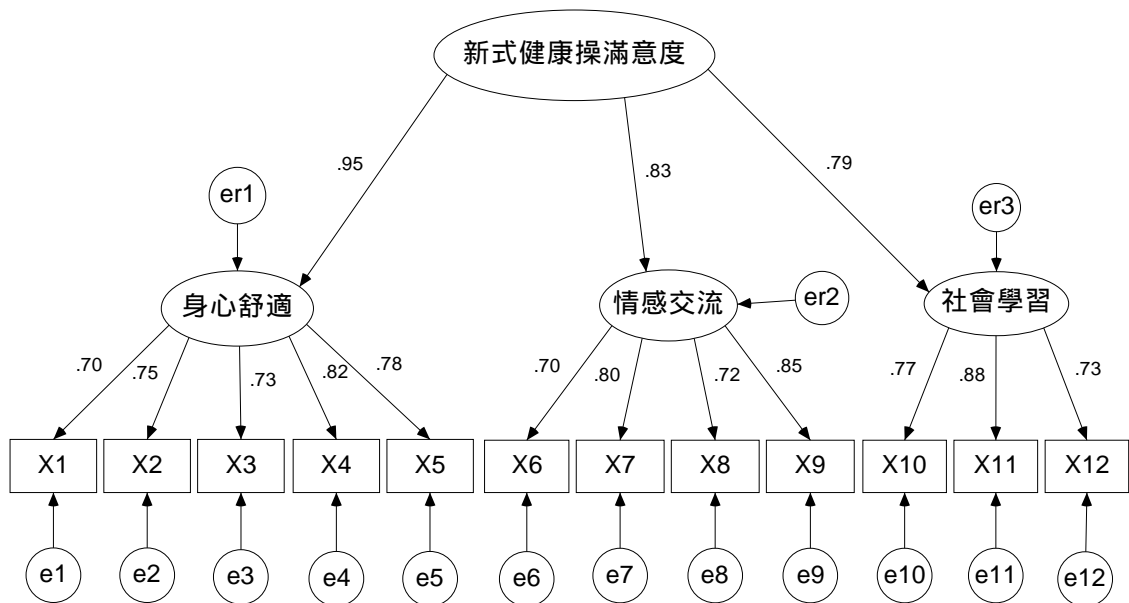 新式健康操滿意度
.95
.83
.79
er1
er3
身心舒適
情感交流
er2
社會學習
.70
.75
.73
.82
.78
.70
.80
.72
.85
.77
.88
.73
X1
X2
X3
X4
X5
X6
X7
X8
X9
X10
X11
X12
e1
e2
e3
e4
e5
e6
e7
e8
e9
e10
e11
e12